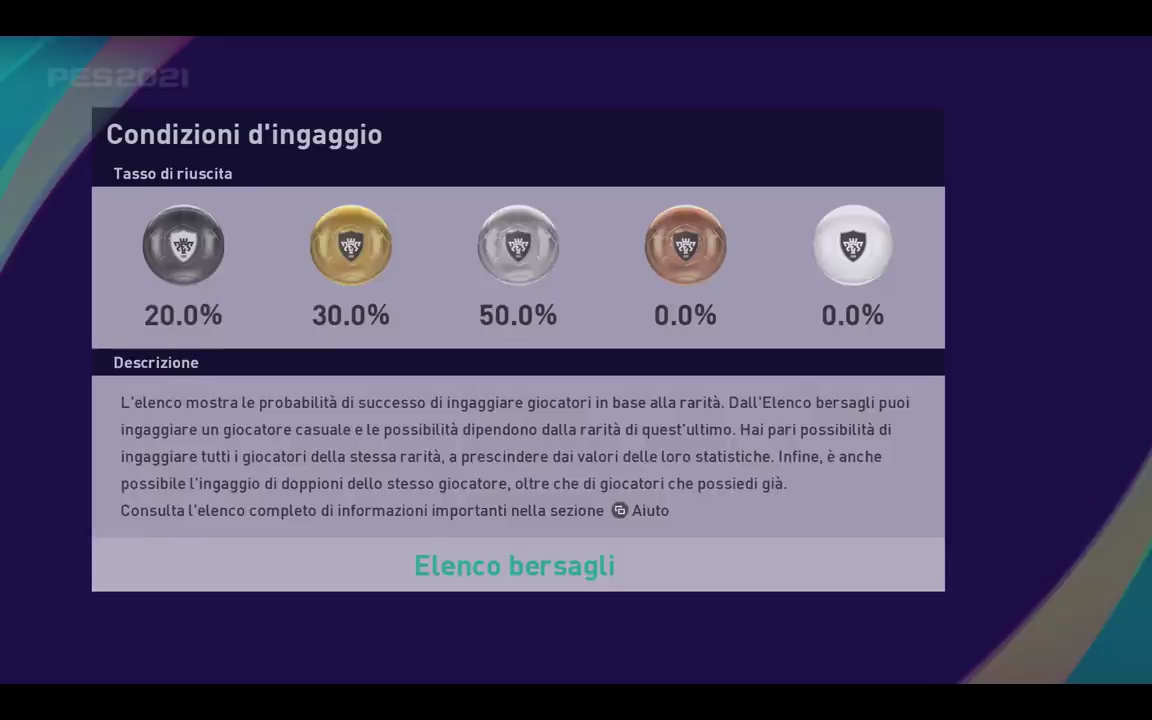 PES2021
Condizioni d'ingaggio
Tasso di riuscita
20.0% 30.0% 50.0% 0.0% 0.0%
Descrizione
L'elenco mostra le probabilità di successo di ingaggiare giocatori in base alla rarità. Dall'Elenco bersagli puoi
ingaggiare un giocatore casuale e le possibilità dipendono dalla rarità di quest'ultimo. Hai pari possibilità di
ingaggiare tutti i giocatori della stessa rarità, a prescindere dai valori delle loro statistiche. Infine, è anche
possibile l'ingaggio di doppioni dello stesso giocatore, oltre che di giocatori che possiedi già.
Consulta l'elenco completo di informazioni importanti nella sezione Aiuto
Elenco bersagli